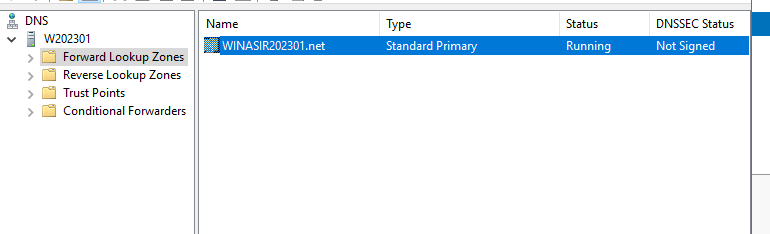 DNS
W202301
Forward Lookup Zones
Reverse Lookup Zones
Trust Points
Conditional Forwarders
Name Type Status DNSSEC Status
WINASIR202301.net Standard Primary Running Not Signed